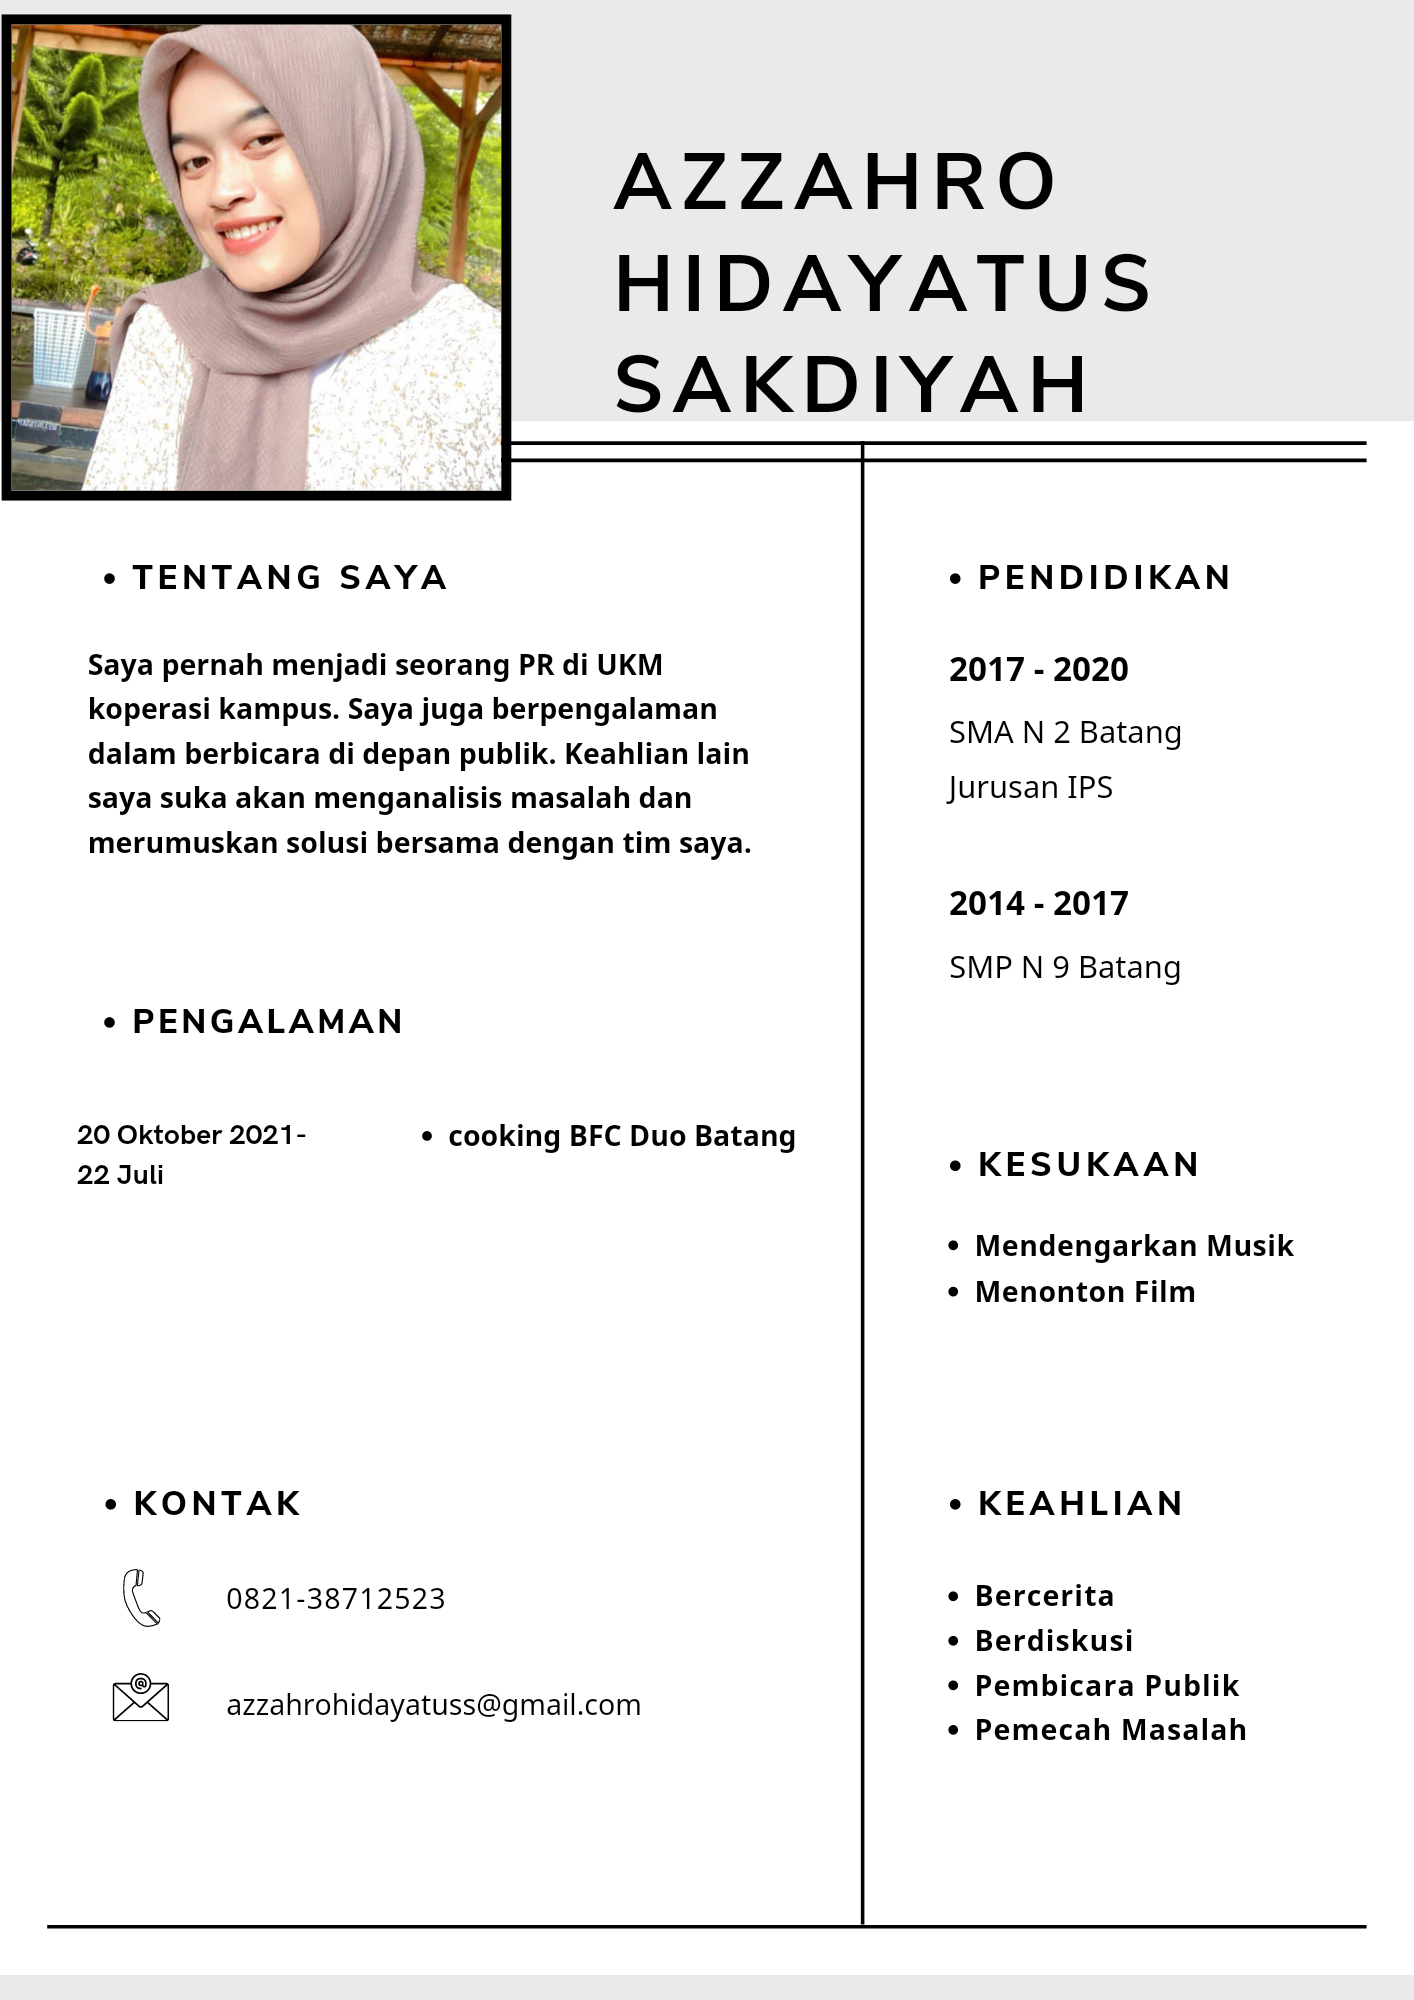 AZZAHRO
HIDAYATUS
SAKDIYAH
• TENTANG SAYA
Saya pernah menjadi seorang PR di UKM
koperasi kampus. Saya juga berpengalaman
dalam berbicara di depan publik. Keahlian lain
saya suka akan menganalisis masalah dan
merumuskan solusi bersama dengan tim saya.
• PENGALAMAN
20 Oktober 2021-
22 Juli
• cooking BFC Duo Batang
• KONTAK
0821-38712523
azzahrohidayatuss@gmail.com
• PENDIDIKAN
2017 - 2020
SMA N 2 Batang
Jurusan IPS
2014 - 2017
SMP N 9 Batang
• KESUKAAN
• Mendengarkan Musik
• Menonton Film
• KEAHLIAN
• Bercerita
• Berdiskusi
• Pembicara Publik
• Pemecah Masalah